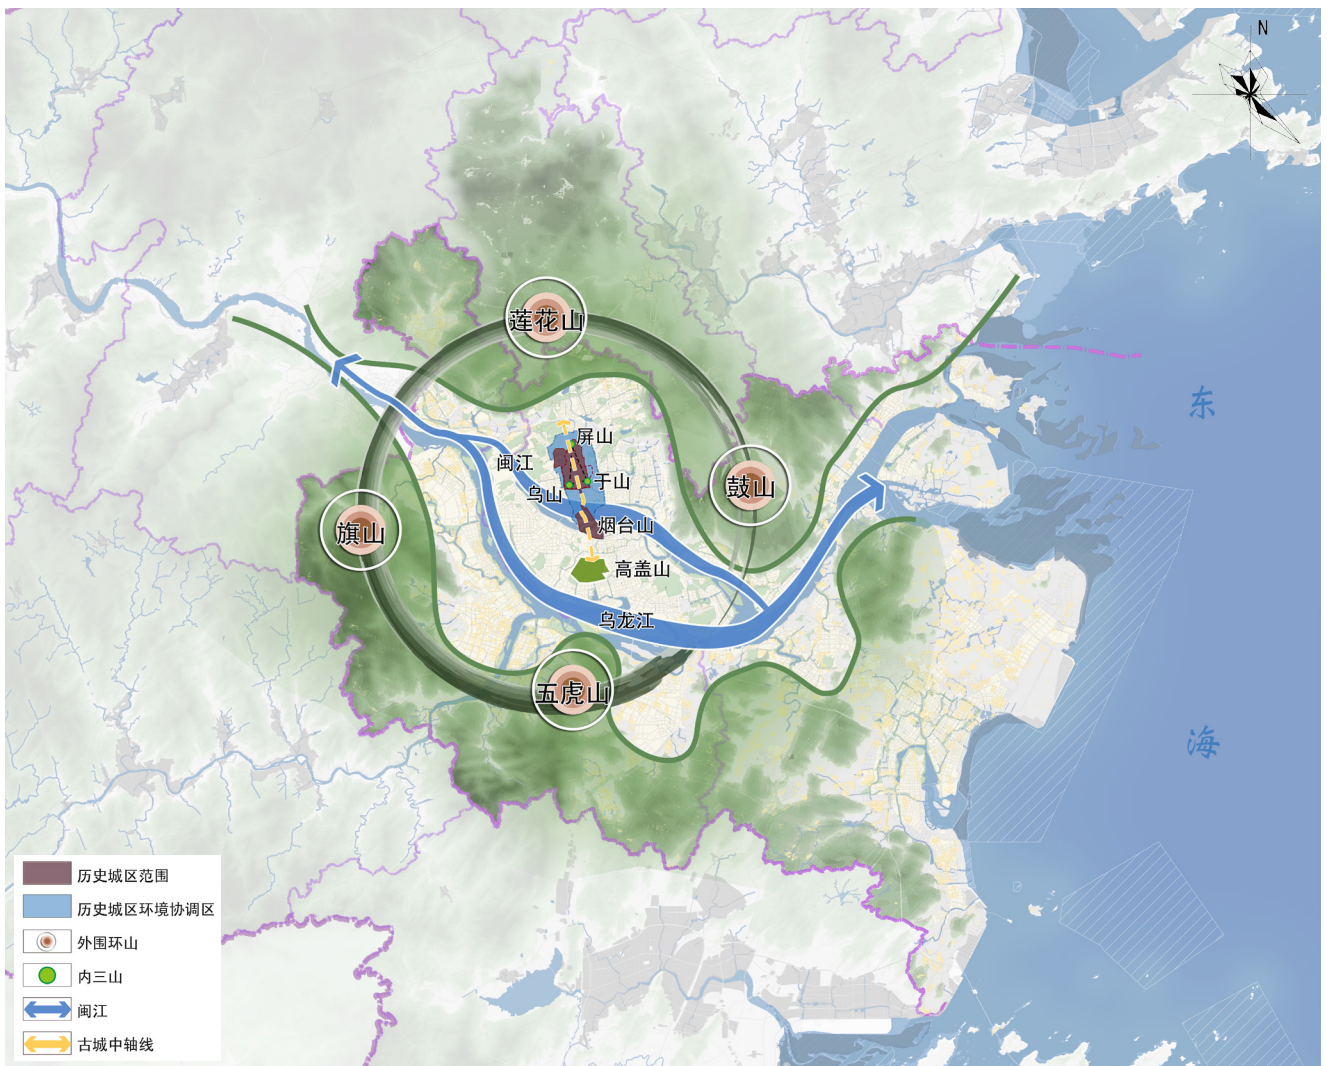 N
莲花山
东
屏山
闽江
于山
乌山
鼓山
烟台山
旗山
高盖山
乌龙江
五虎山
海
历史城区范围
历史城区环境协调区
外围环山
内三山
闽江
古城中轴线